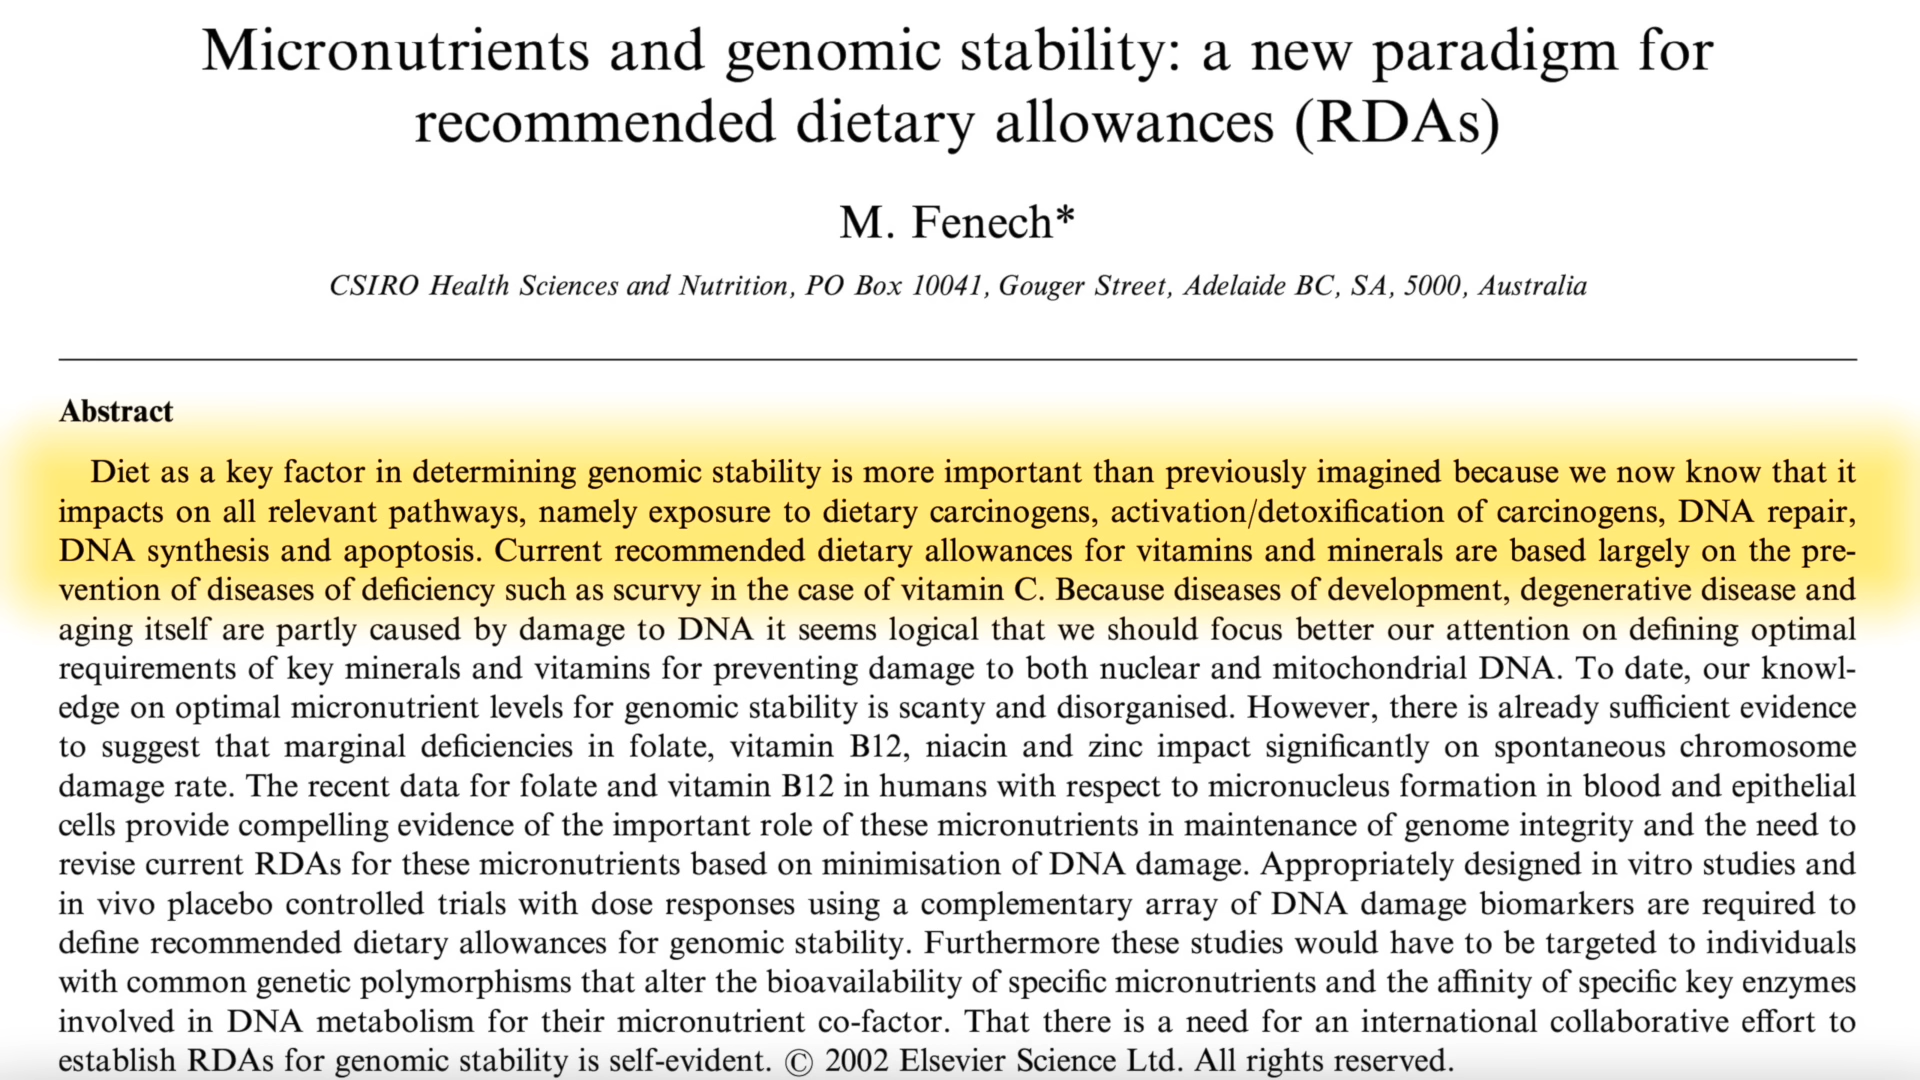 Micronutrients and genomic stability: a new paradigm for
recommended dietary allowances (RDAs)
M. Fenech*
CSIRO Health Sciences and Nutrition, PO Box 10041, Gouger Street, Adelaide BC, SA, 5000, Australia
Abstract
Diet as a key factor in determining genomic stability is more important than previously imagined because we now know that it
impacts on all relevant pathways, namely exposure to dietary carcinogens, activation/detoxification of carcinogens, DNA repair,
DNA synthesis and apoptosis. Current recommended dietary allowances for vitamins and minerals are based largely on the pre-
vention of diseases of deficiency such as scurvy in the case of vitamin C. Because diseases of development, degenerative disease and
aging itself are partly caused by damage to DNA it seems logical that we should focus better our attention on defining optimal
requirements of key minerals and vitamins for preventing damage to both nuclear and mitochondrial DNA. To date, our knowl-
edge on optimal micronutrient levels for genomic stability is scanty and disorganised. However, there is already sufficient evidence
to suggest that marginal deficiencies in folate, vitamin B12, niacin and zinc impact significantly on spontaneous chromosome
damage rate. The recent data for folate and vitamin B12 in humans with respect to micronucleus formation in blood and epithelial
cells provide compelling evidence of the important role of these micronutrients in maintenance of genome integrity and the need to
revise current RDAs for these micronutrients based on minimisation of DNA damage. Appropriately designed in vitro studies and
in vivo placebo controlled trials with dose responses using a complementary array of DNA damage biomarkers are required to
define recommended dietary allowances for genomic stability. Furthermore these studies would have to be targeted to individuals
with common genetic polymorphisms that alter the bioavailability of specific micronutrients and the affinity of specific key enzymes
involved in DNA metabolism for their micronutrient co-factor. That there is a need for an international collaborative effort to
establish RDAs for genomic stability is self-evident. © 2002 Elsevier Science Ltd. All rights reserved.